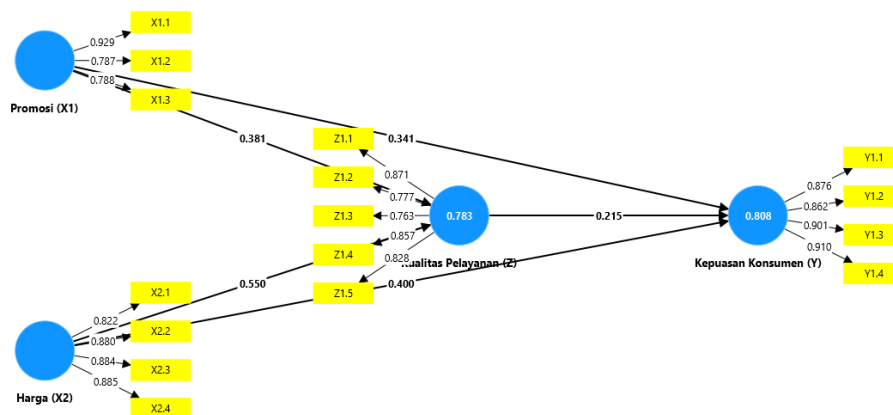 X1.1
0.929
X1.2
0.787
X1.3
0.788
Promosi (X1)
0.381
0.341
Z1.1
0.871
Z1.2
0.777
Z1.3
0.763
Z1.4
0.857
Z1.5
0.828
0.783
Kualitas Pelayanan (Z)
0.215
0.808
Kepuasan Konsumen (Y)
Y1.1
0.876
Y1.2
0.862
Y1.3
0.901
Y1.4
0.910
0.550
0.400
X2.1
0.822
X2.2
0.880
X2.3
0.884
X2.4
0.885
Harga (X2)